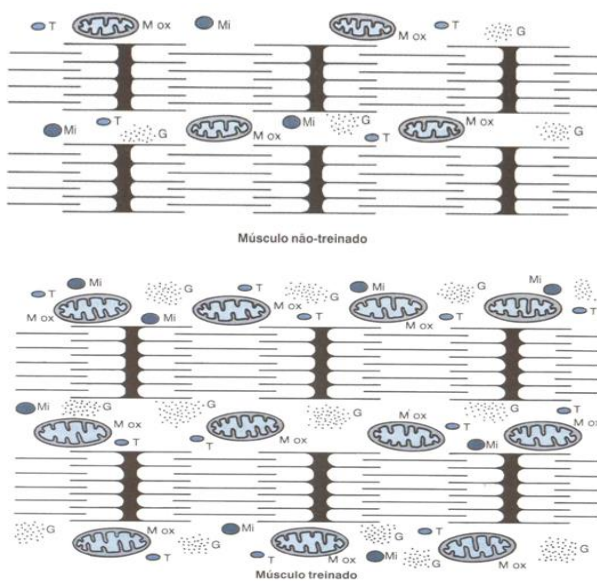 T M ox Mi M ox T G
Mi T G M ox Mi G T M ox G
Músculo não-treinado
T Mi G T G Mi G Mi
M ox Mi M ox T M ox T M ox T
Mi G G G G T
M ox T T M ox M ox T Mi M ox
G M ox T G T Mi M ox G Mi T G M ox G
Músculo treinado